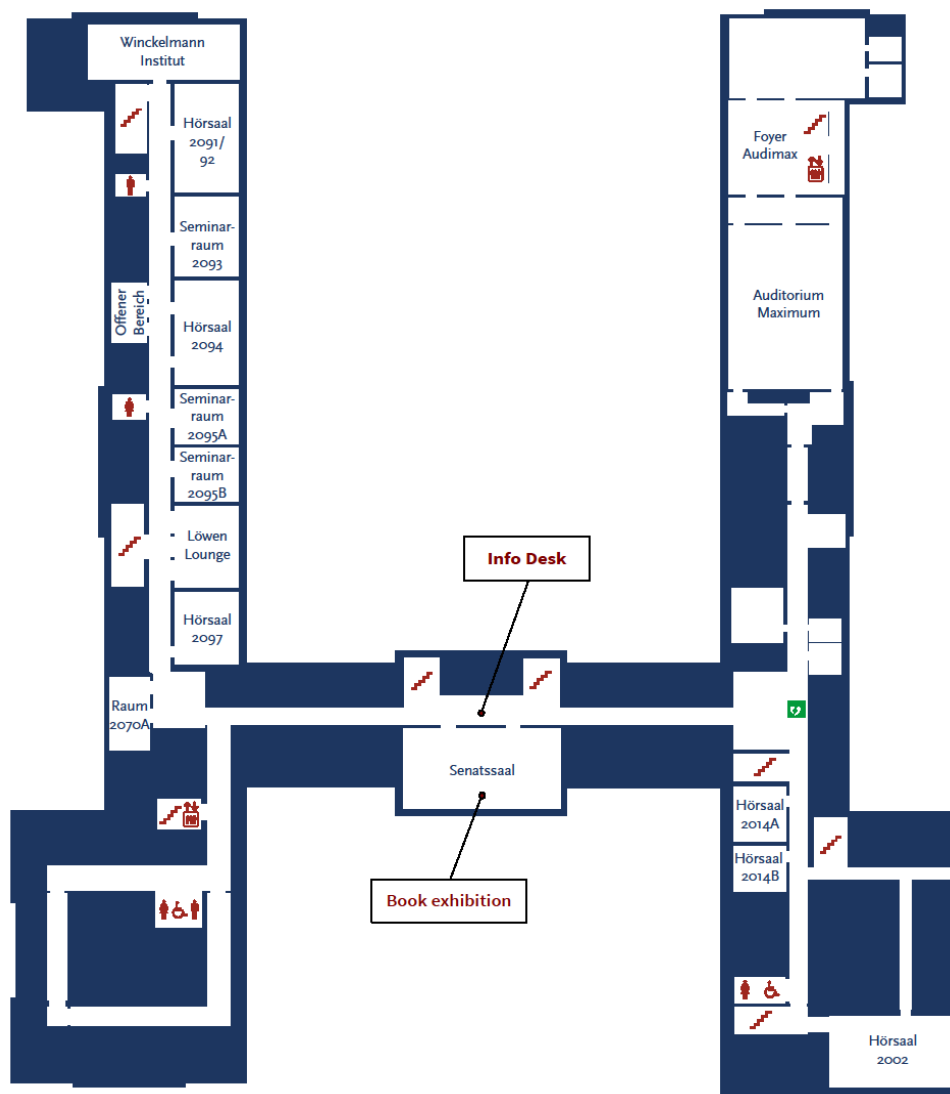 Winckelmann
Institut
Hörsaal
2091/
92
Seminar-
raum
2093
Offener
Bereich
Hörsaal
2094
Seminar-
raum
2095A
Seminar-
raum
2095B
Löwen
Lounge
Hörsaal
2097
Raum
2070A
Foyer
Audimax
Auditorium
Maximum
Info Desk
Senatssaal
Book exhibition
Hörsaal
2014A
Hörsaal
2014B
Hörsaal
2002